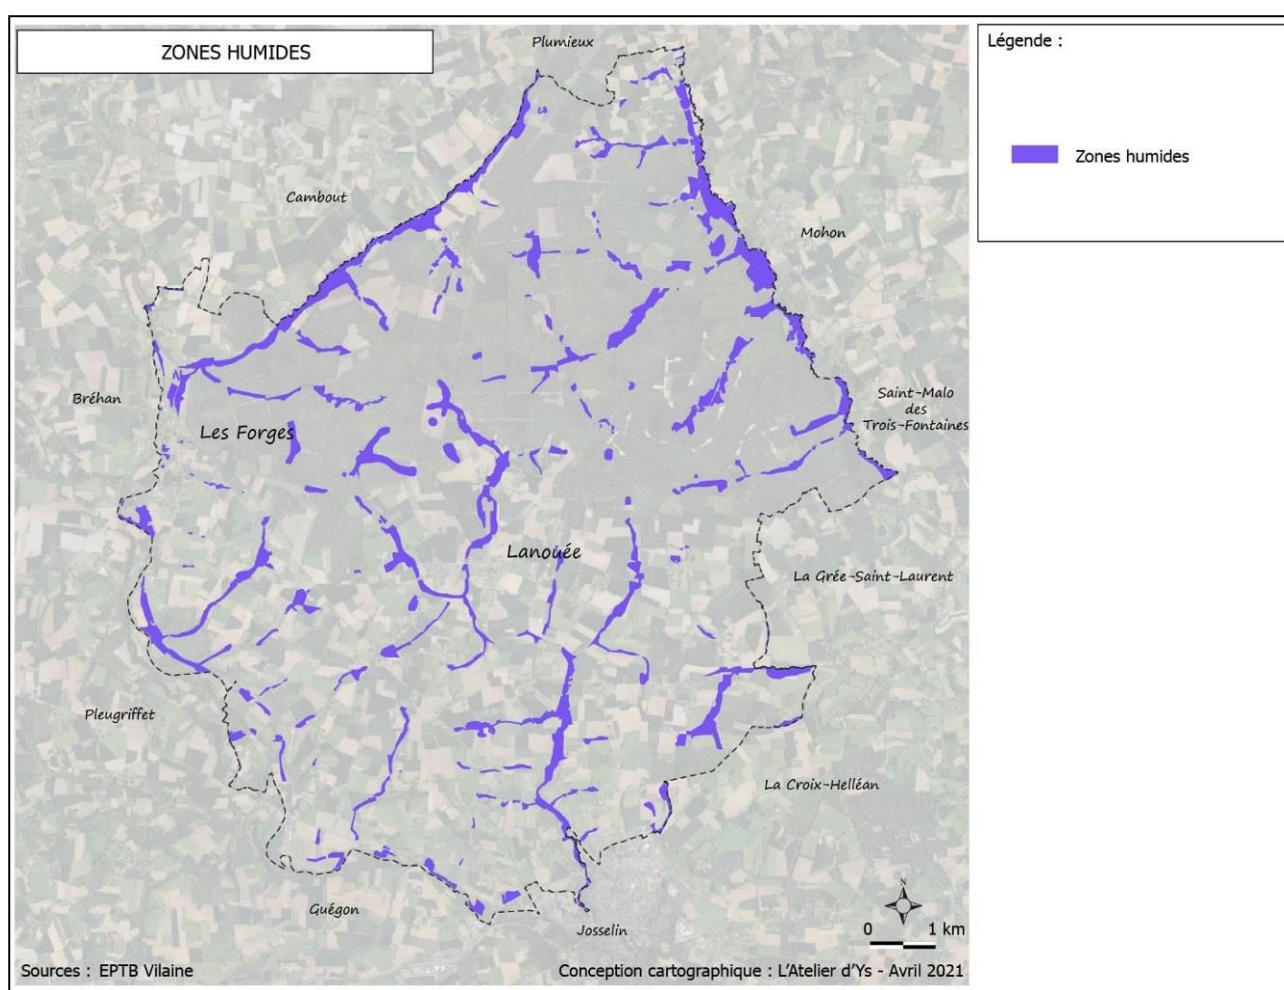 ZONES HUMIDES
Légende :
Zones humides
Plumieux
Cambout
Mohon
Bréhan
Saint-Malo
des
Trois-Fontaines
Les Forges
Lanouée
La Grée-Saint-Laurent
Pleugriffet
La Croix-Helléan
Guégon
Josselin
N
0 1 km
Sources : EPTB Vilaine
Conception cartographique : L'Atelier d'Ys - Avril 2021